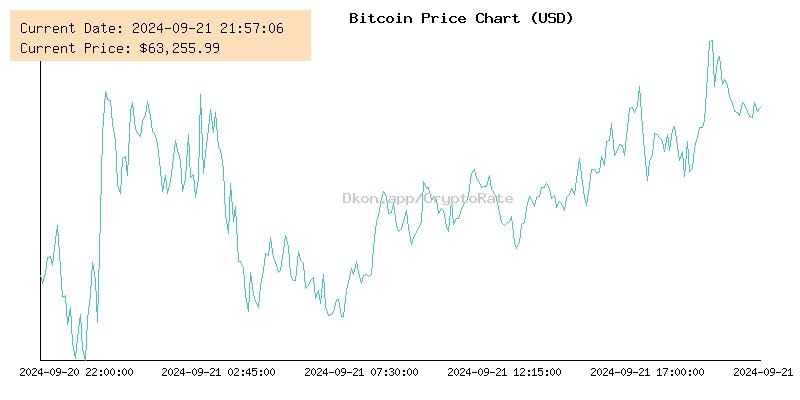 Bitcoin Price Chart (USD)
Current Date: 2024-09-21 21:57:06
Current Price: $63,255.99
Dkon.app/CryptoRate
2024-09-20 22:00:00 2024-09-21 02:45:00 2024-09-21 07:30:00 2024-09-21 12:15:00 2024-09-21 17:00:00 2024-09-21